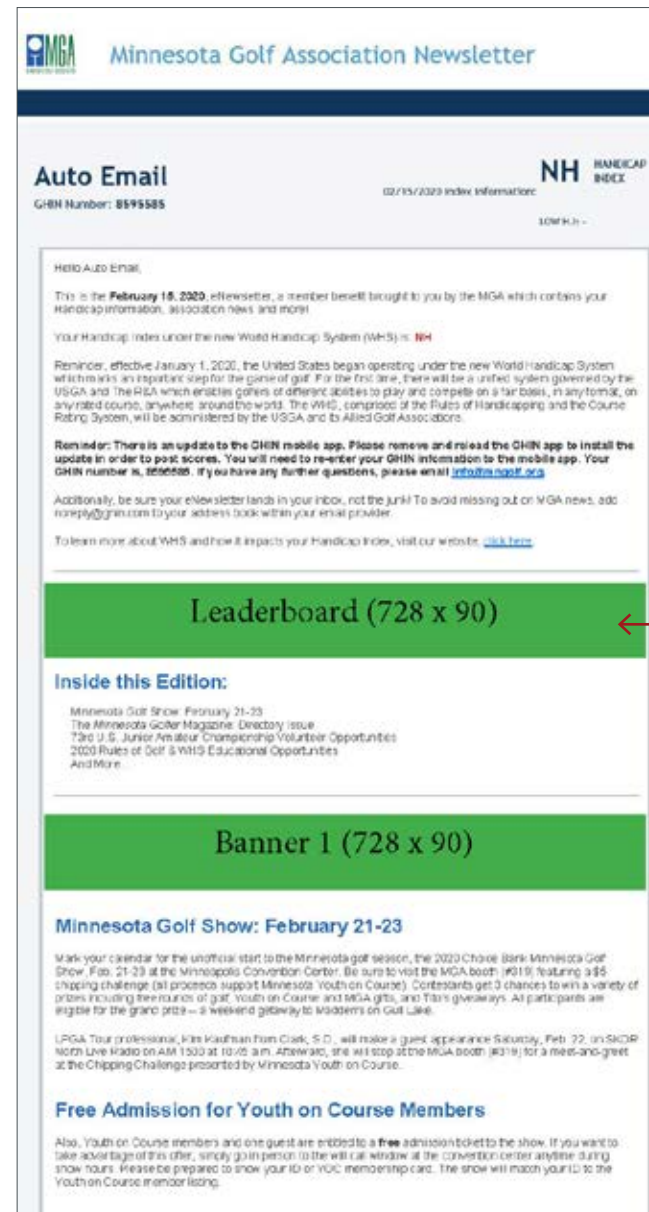 MGA Minnesota Golf Association Newsletter
Auto Email
GHIN Number: 8595585
02/15/2020 Index Information:
NH HANDICAP
INDEX
LOW H.I: -
Hello Auto Email,
This is the February 15, 2020, eNewsletter, a member benefit brought to you by the MGA which contains your
Handicap information, association news and more!
Your Handicap Index under the new World Handicap System (WHS) is: NH
Reminder, effective January 1, 2020, the United States began operating under the new World Handicap System
which marks an important step for the game of golf. For the first time, there will be a unified system governed by the
USGA and The R&A which enables golfers of different abilities to play and compete on a fair basis, in any format, on
any rated course, anywhere around the world. The WHS, comprised of the Rules of Handicapping and the Course
Rating System, will be administered by the USGA and its Allied Golf Associations.
Reminder: There is an update to the GHIN mobile app. Please remove and reload the GHIN app to install the
update in order to post scores. You will need to re-enter your GHIN information to the mobile app. Your
GHIN number is, 8595585. If you have any further questions, please email info@mngolf.org.
Additionally, be sure your eNewsletter lands in your inbox, not the junk! To avoid missing out on MGA news, add
noreply@ghin.com to your address book within your email provider.
To learn more about WHS and how it impacts your Handicap Index, visit our website, click here.
Leaderboard (728 x 90)
Inside this Edition:
Minnesota Golf Show: February 21-23
The Minnesota Golfer Magazine: Directory Issue
73rd U.S. Junior Amateur Championship Volunteer Opportunities
2020 Rules of Golf & WHS Educational Opportunities
And More
Banner 1 (728 x 90)
Minnesota Golf Show: February 21-23
Mark your calendar for the unofficial start to the Minnesota golf season, the 2020 Choice Bank Minnesota Golf
Show, Feb. 21-23 at the Minneapolis Convention Center. Be sure to visit the MGA booth (#319) featuring a $5
chipping challenge (all proceeds support Minnesota Youth on Course). Contestants get 3 chances to win a variety of
prizes including free rounds of golf, Youth on Course and MGA gifts, and Tito's giveaways. All participants are
eligible for the grand prize – a weekend getaway to Madden's on Gull Lake.
LPGA Tour professional, Kim Kaufman from Clark, S.D., will make a guest appearance Saturday, Feb. 22, on SKOR
North Live Radio on AM 1500 at 10:45 a.m. Afterward, she will stop at the MGA booth (#319) for a meet-and-greet
at the Chipping Challenge presented by Minnesota Youth on Course.
Free Admission for Youth on Course Members
Also, Youth on Course members and one guest are entitled to a free admission ticket to the show. If you want to
take advantage of this offer, simply go in person to the will call window at the convention center anytime during
show hours. Please be prepared to show your ID or YOC membership card. The show will match your ID to the
Youth on Course member listing.